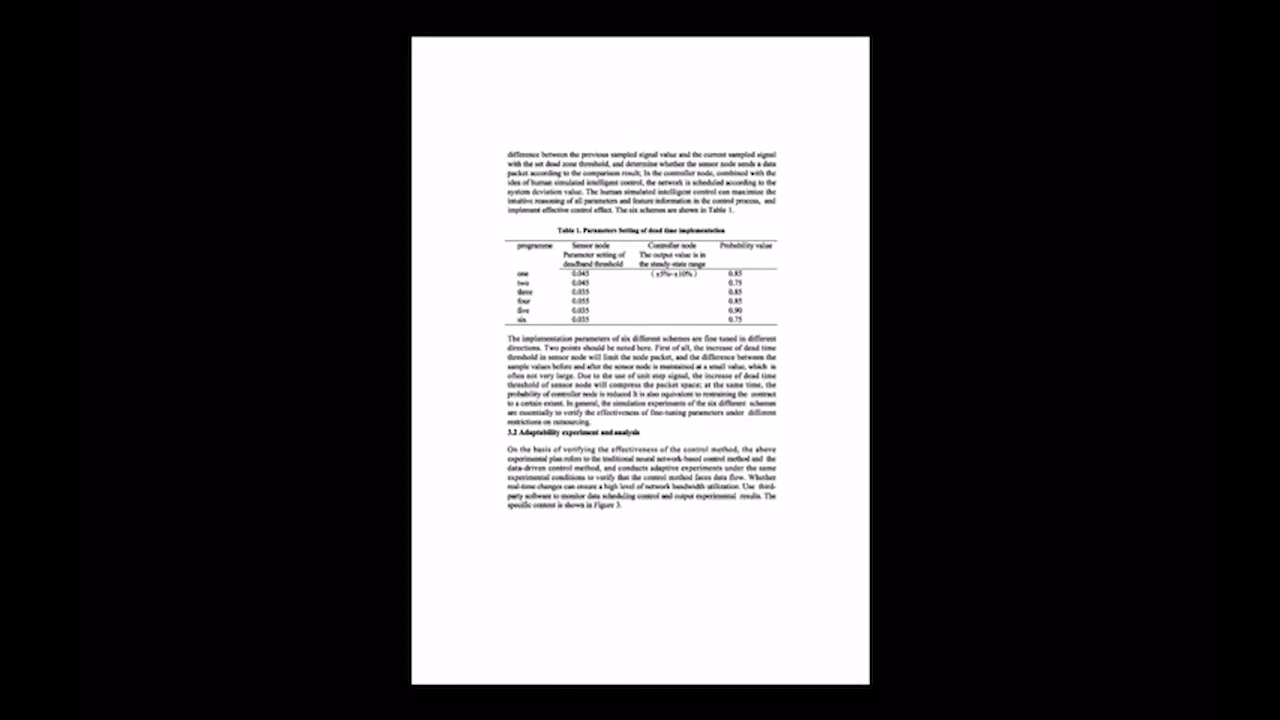 difference between the previous sampled signal value and the current sampled signal
with the set dead zone threshold, and determine whether the sensor node sends a data
packet according to the comparison result; In the controller node, combined with the
idea of human simulated intelligent control, the network is scheduled according to the
system deviation value. The human simulated intelligent control can maximize the
intuitive reasoning of all parameters and feature information in the control process, and
implement effective control effect. The six schemes are shown in Table 1.
Table 1. Parameters Setting of dead time implementation
programme Sensor node Controller node Probability value
Parameter setting of The output value is in
deadband threshold the steady-state range
one 0.045 ( ±5%~±10% ) 0.85
two 0.045 0.75
three 0.035 0.85
four 0.055 0.85
five 0.035 0.90
six 0.035 0.75
The implementation parameters of six different schemes are fine tuned in different
directions. Two points should be noted here. First of all, the increase of dead time
threshold in sensor node will limit the node packet, and the difference between the
sample values before and after the sensor node is maintained at a small value, which is
often not very large. Due to the use of unit step signal, the increase of dead time
threshold of sensor node will compress the packet space; at the same time, the
probability of controller node is reduced It is also equivalent to restraining the contract
to a certain extent. In general, the simulation experiments of the six different schemes
are essentially to verify the effectiveness of fine-tuning parameters under different
restrictions on outsourcing.
3.2 Adaptability experiment and analysis
On the basis of verifying the effectiveness of the control method, the above
experimental plan refers to the traditional neural network-based control method and the
data-driven control method, and conducts adaptive experiments under the same
experimental conditions to verify that the control method faces data flow. Whether
real-time changes can ensure a high level of network bandwidth utilization. Use third-
party software to monitor data scheduling control and output experimental results. The
specific content is shown in Figure 3.